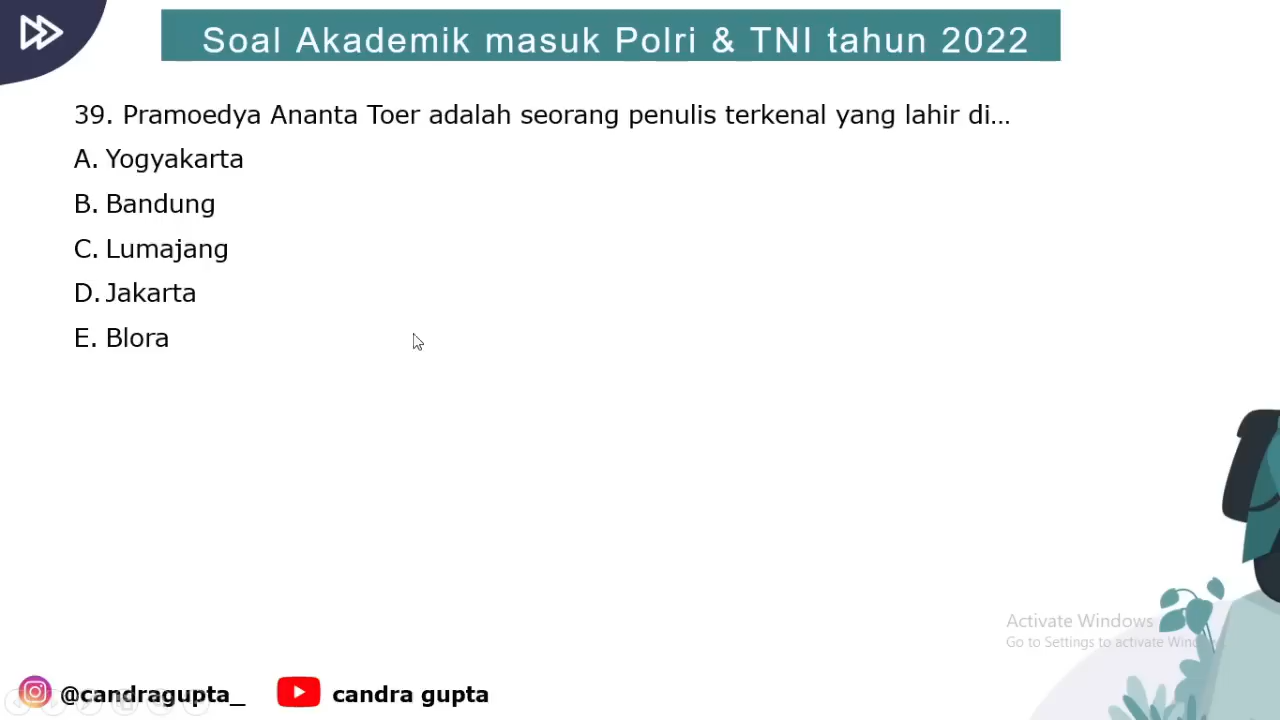 Soal Akademik masuk Polri & TNI tahun 2022
39. Pramoedya Ananta Toer adalah seorang penulis terkenal yang lahir di...
A. Yogyakarta
B. Bandung
C. Lumajang
D. Jakarta
E. Blora
Activate Windows
Go to Settings to activate Windows
@candragupta_
candra gupta